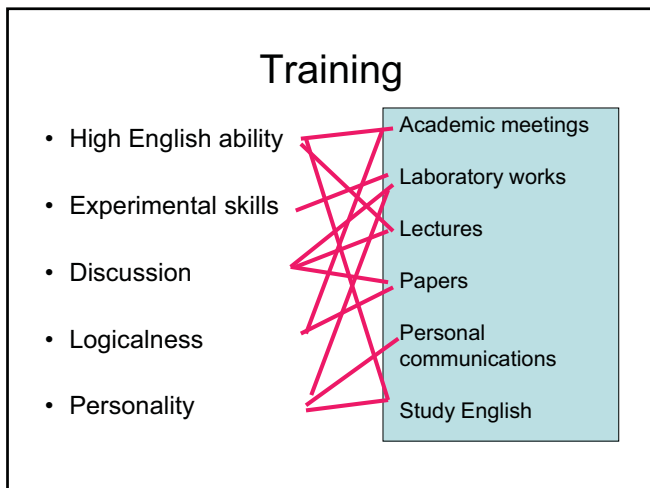 Training
• High English ability
• Experimental skills
• Discussion
• Logicalness
• Personality
Academic meetings
Laboratory works
Lectures
Papers
Personal
communications
Study English